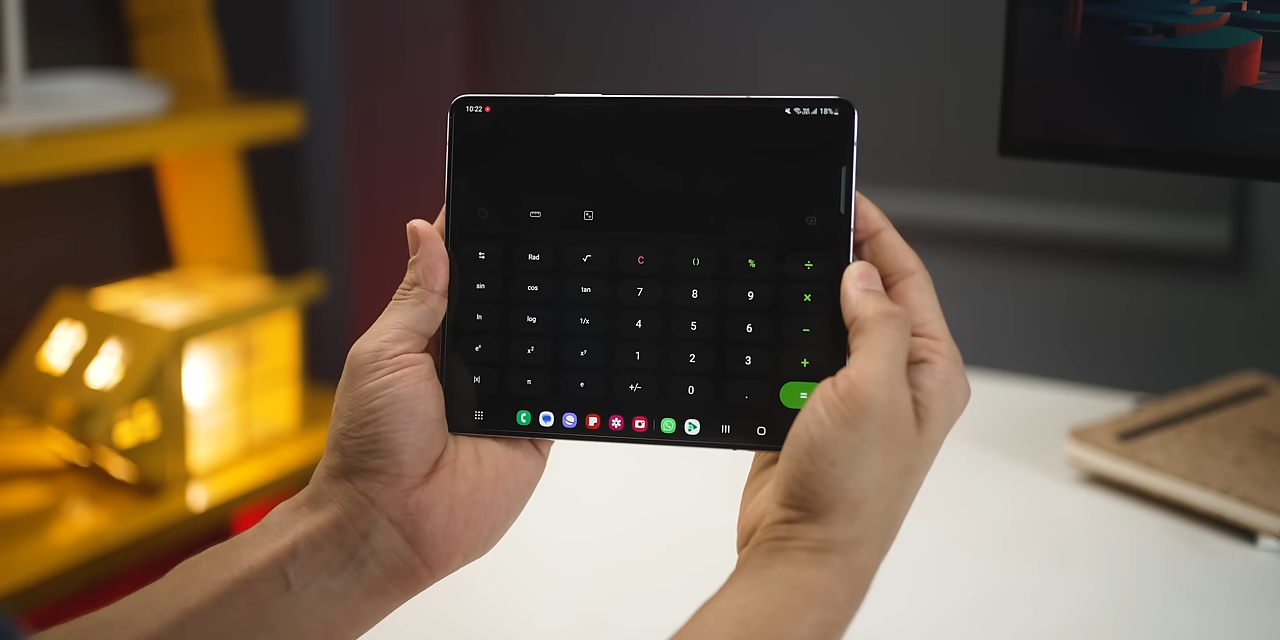 10:22 18%
Rad √ C () % ÷
sin cos tan 7 8 9 ×
ln log 1/x 4 5 6 −
eˣ x² xʸ 1 2 3 +
|x| π e +/− 0 . =